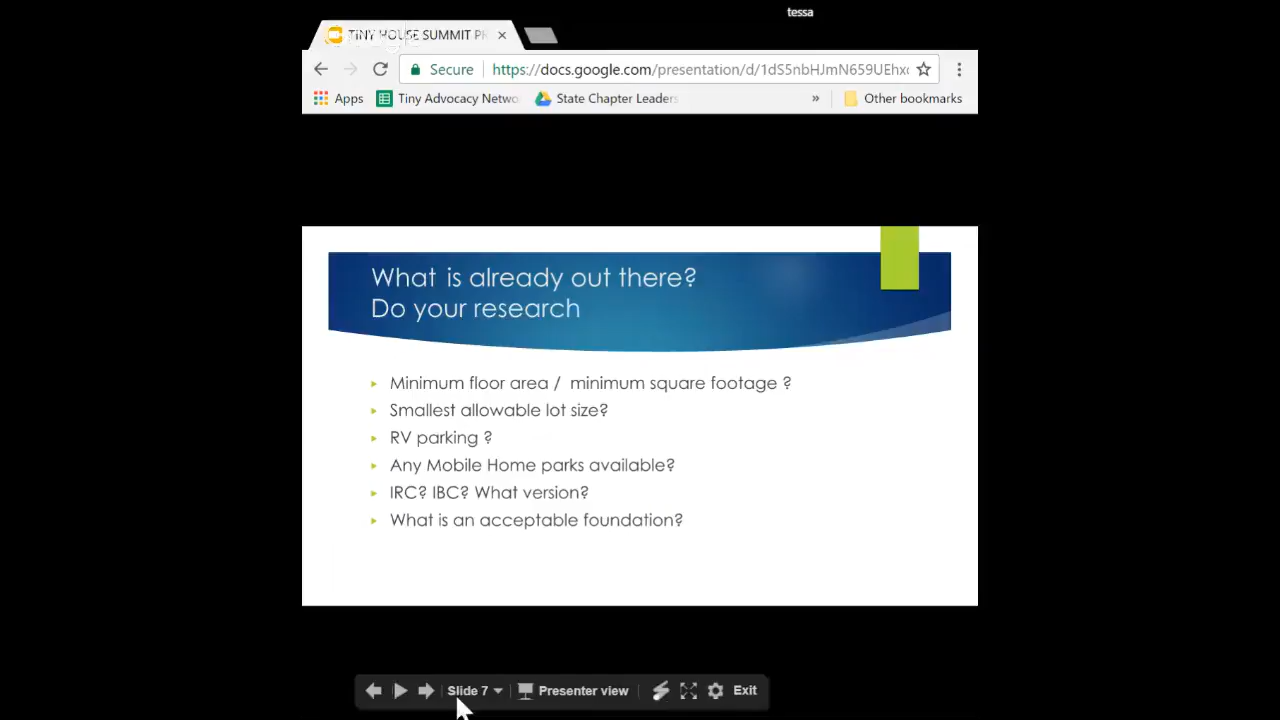 tessa
TINY HOUSE SUMMIT PR
Secure https://docs.google.com/presentation/d/1dS5nbHJmN659UEhx
Apps Tiny Advocacy Netwo State Chapter Leaders » Other bookmarks
What is already out there?
Do your research
Minimum floor area / minimum square footage ?
Smallest allowable lot size?
RV parking ?
Any Mobile Home parks available?
IRC? IBC? What version?
What is an acceptable foundation?
Slide 7 Presenter view Exit